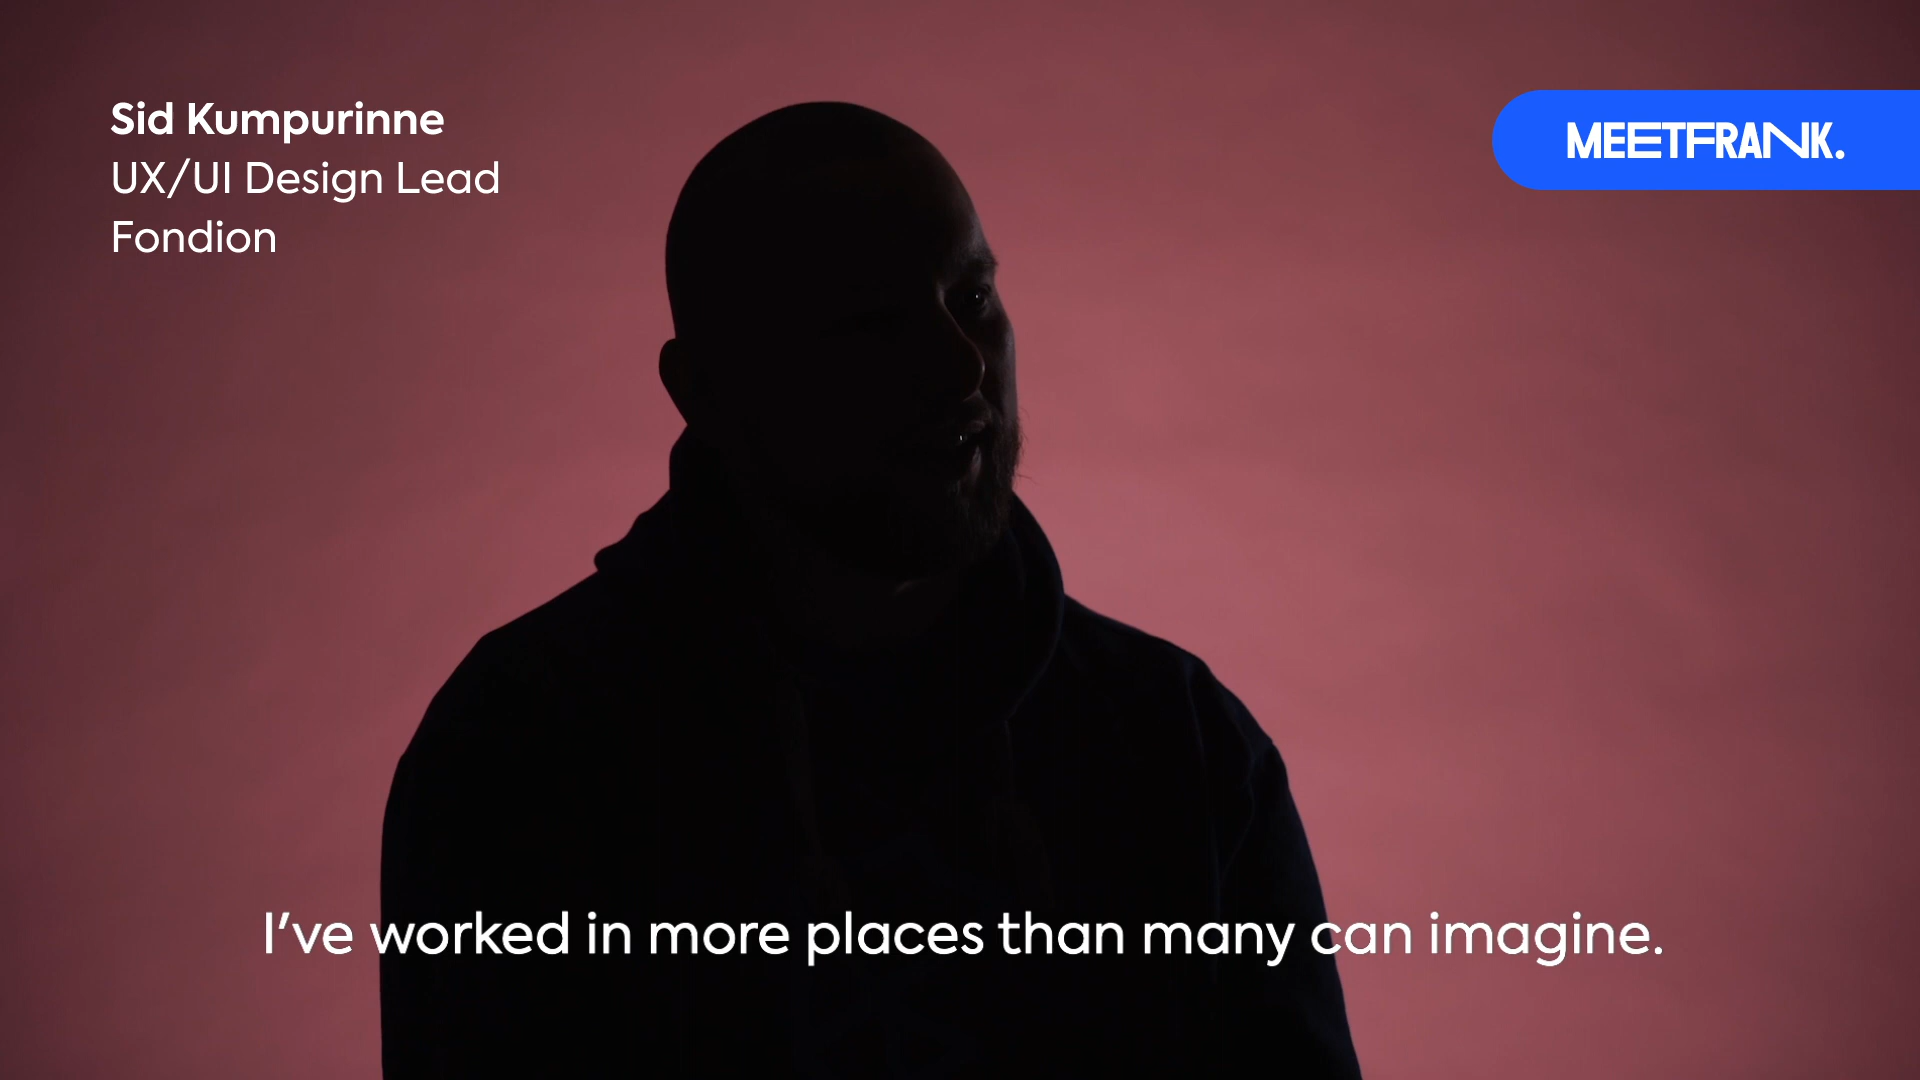 Sid Kumpurinne
UX/UI Design Lead
Fondion
MEETFRANK.
I've worked in more places than many can imagine.